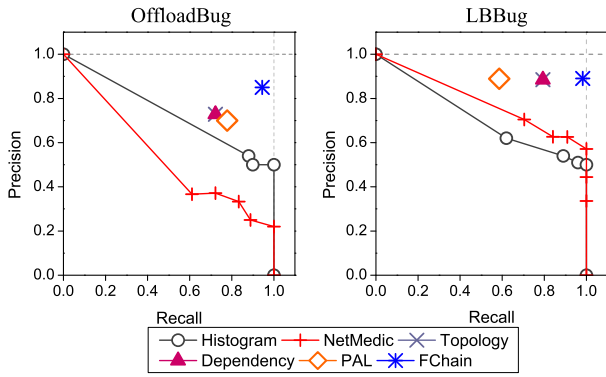 OffloadBug
LBBug
Precision
1.0
0.8
0.6
0.4
0.2
0.0
0.0 0.2 0.4 0.6 0.8 1.0
Recall
Precision
1.0
0.8
0.6
0.4
0.2
0.0
0.0 0.2 0.4 0.6 0.8 1.0
Recall
Histogram NetMedic Topology
Dependency PAL FChain